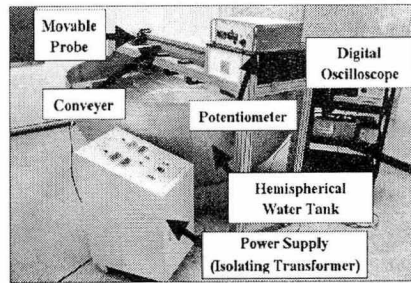 Movable
Probe
Digital
Oscilloscope
Conveyer
Potentiometer
Hemispherical
Water Tank
Power Supply
(Isolating Transformer)